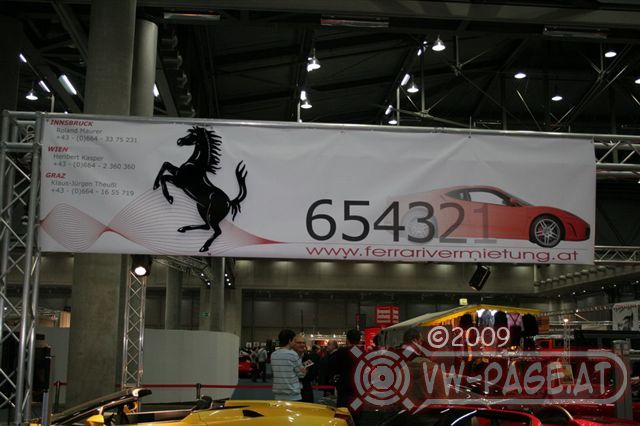 INNSBRUCK
Roland Maurer
+43 - (0)664 - 33 75 231
WIEN
Heribert Kasper
+43 - (0)664 - 2 360 360
GRAZ
Klaus-Jürgen Theußl
+43 - (0)664 - 16 55 719
654321
www.ferrarivermietung.at
©2009
VW-PAGE.AT